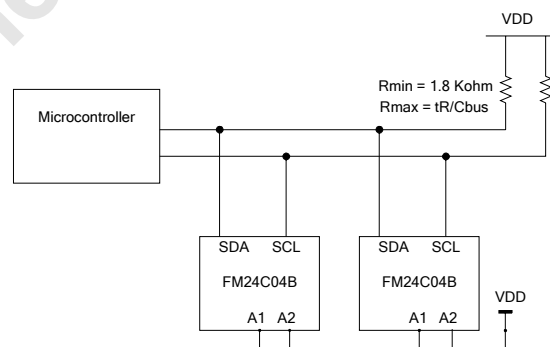 VDD
Rmin = 1.8 Kohm
Rmax = tR/Cbus
Microcontroller
SDA SCL
SDA SCL
FM24C04B
FM24C04B
VDD
A1 A2
A1 A2